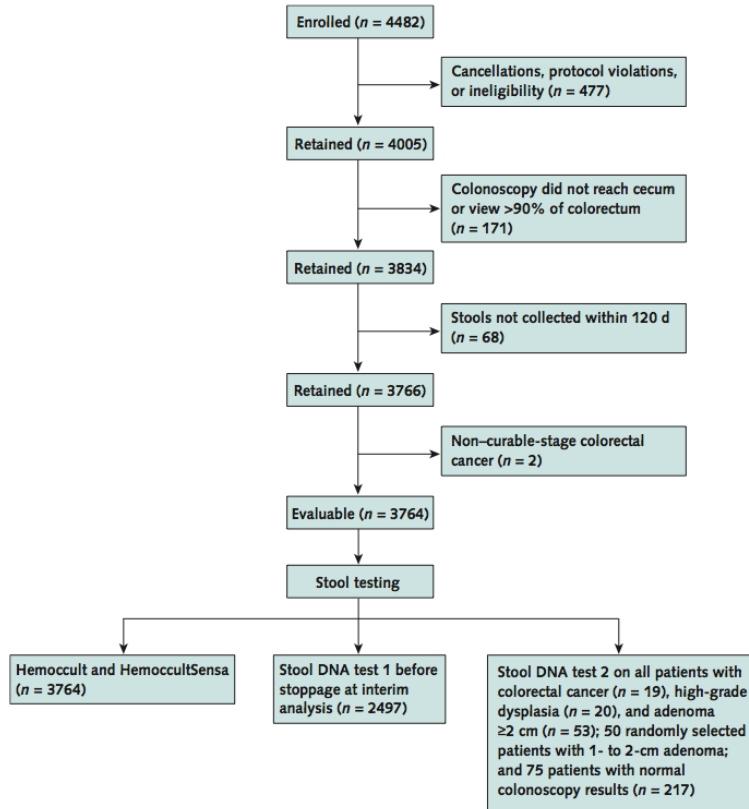 Enrolled (n = 4482)
Cancellations, protocol violations,
or ineligibility (n = 477)
Retained (n = 4005)
Colonoscopy did not reach cecum
or view >90% of colorectum
(n = 171)
Retained (n = 3834)
Stools not collected within 120 d
(n = 68)
Retained (n = 3766)
Non–curable-stage colorectal
cancer (n = 2)
Evaluable (n = 3764)
Stool testing
Hemoccult and HemoccultSensa
(n = 3764)
Stool DNA test 1 before
stoppage at interim
analysis (n = 2497)
Stool DNA test 2 on all patients with
colorectal cancer (n = 19), high-grade
dysplasia (n = 20), and adenoma
≥2 cm (n = 53); 50 randomly selected
patients with 1- to 2-cm adenoma;
and 75 patients with normal
colonoscopy results (n = 217)